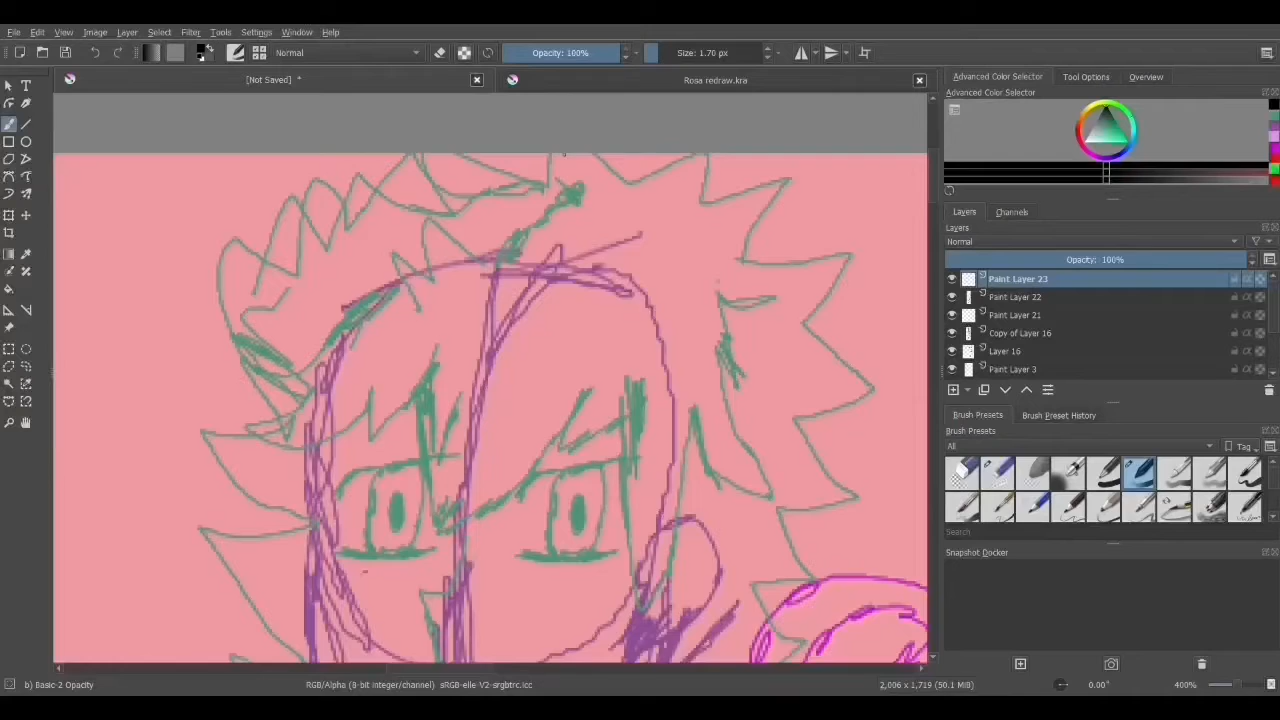 File Edit View Image Layer Select Filter Tools Settings Window Help
Normal Opacity: 100% Size: 1.70 px
[Not Saved] * Rosa redraw.kra
Advanced Color Selector Tool Options Overview
Advanced Color Selector
Layers Channels
Layers
Normal
Opacity: 100%
Paint Layer 23
Paint Layer 22
Paint Layer 21
Copy of Layer 16
Layer 16
Paint Layer 3
Brush Presets Brush Preset History
Brush Presets
All Tag
Search
Snapshot Docker
b) Basic-2 Opacity RGB/Alpha (8-bit integer/channel) sRGB-elle-V2-srgbtrc.icc 2,006 x 1,719 (50.1 MiB) 0.00° 400%